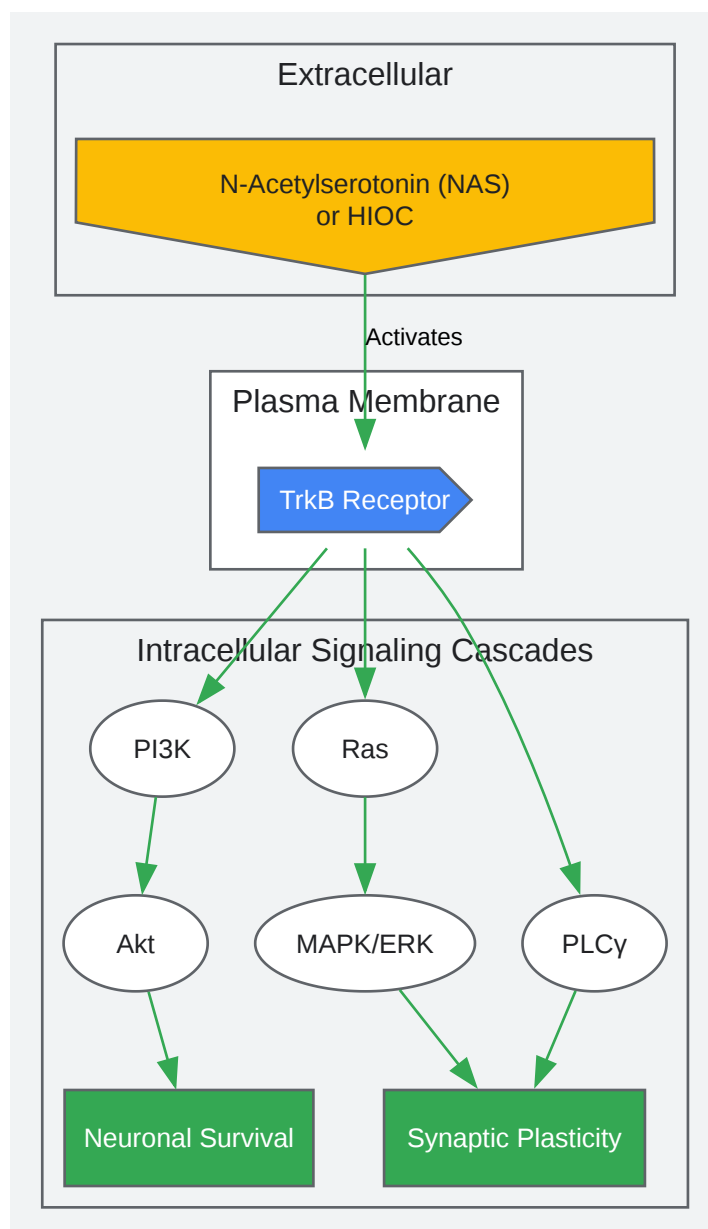 Extracellular
N-Acetylserotonin (NAS)
or HIOC
Activates
Plasma Membrane
TrkB Receptor
Intracellular Signaling Cascades
PI3K
Ras
Akt
MAPK/ERK
PLCγ
Neuronal Survival
Synaptic Plasticity